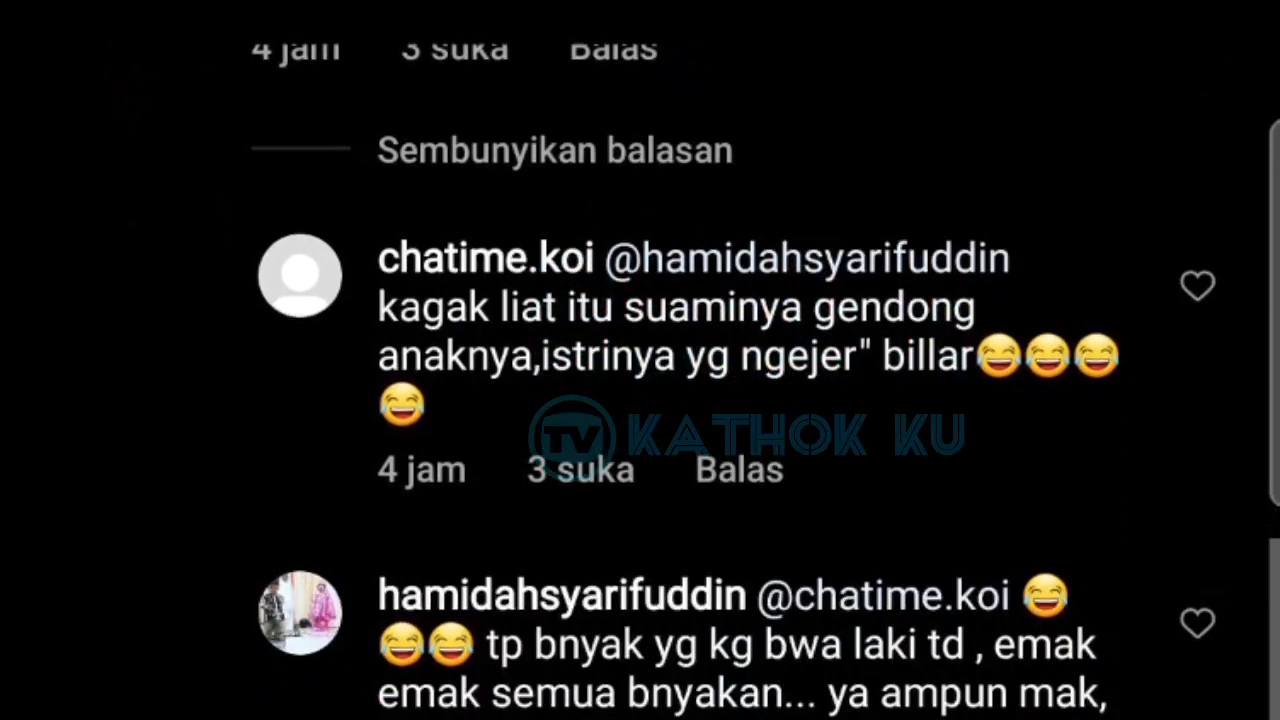 4 jam 3 suka Balas
Sembunyikan balasan
chatime.koi @hamidahsyarifuddin
kagak liat itu suaminya gendong
anaknya,istrinya yg ngejer" billar😂😂😂
😂
TV KATHOK KU
4 jam 3 suka Balas
hamidahsyarifuddin @chatime.koi 😂
😂😂 tp bnyak yg kg bwa laki td , emak
emak semua bnyakan... ya ampun mak,